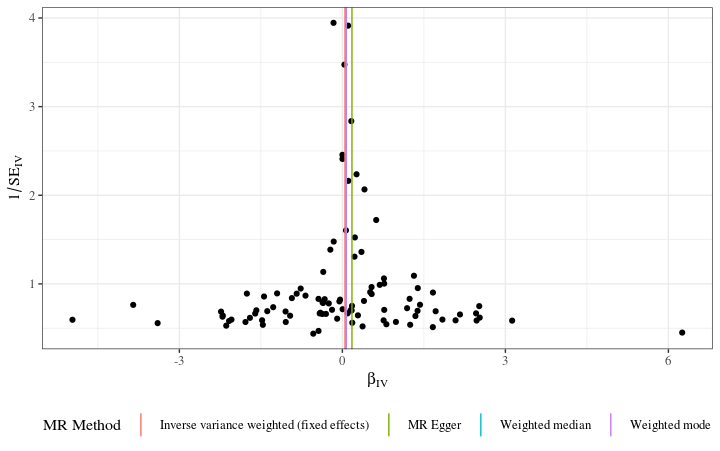 4
3
2
1
1/SE_IV
-3
0
3
6
β_IV
MR Method
Inverse variance weighted (fixed effects)
MR Egger
Weighted median
Weighted mode